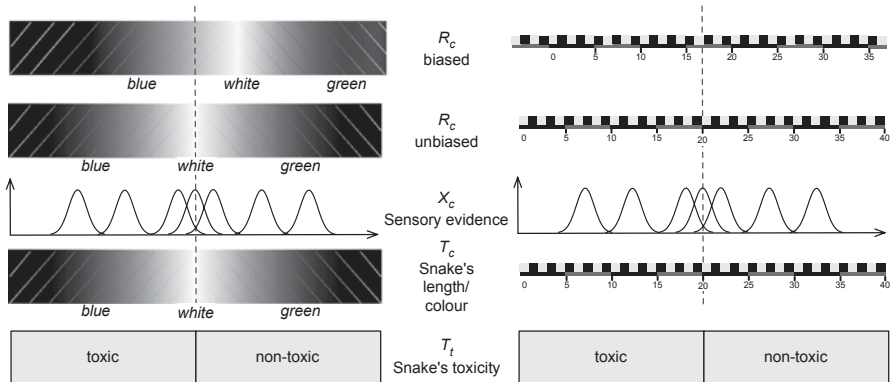 R_c
biased
blue white green
0 5 10 15 20 25 30 35
R_c
unbiased
blue white green
0 5 10 15 20 25 30 35 40
X_c
Sensory evidence
T_c
Snake's
length/
colour
blue white green
0 5 10 15 20 25 30 35 40
toxic non-toxic
T_t
Snake's toxicity
toxic non-toxic